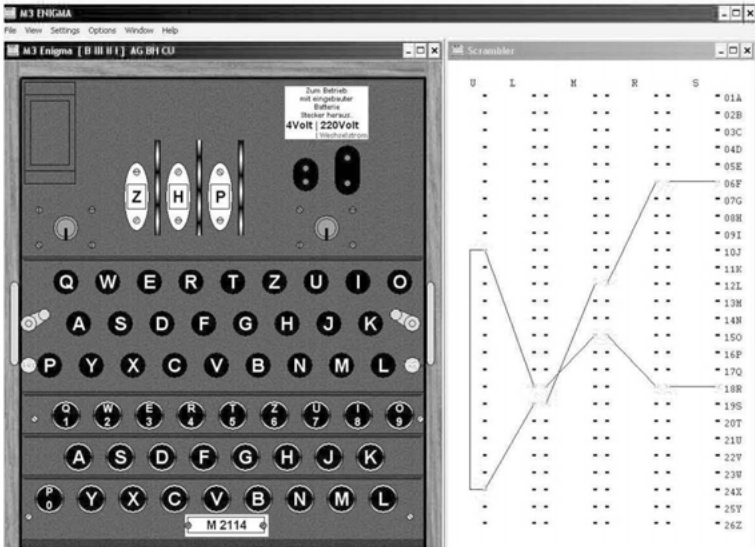 M3 ENIGMA
File View Settings Options Window Help
M3 Enigma [ B III II I ] AG BH CU
Zum Betrieb
mit eingebauter
Batterie
Stecker heraus.
4Volt | 220Volt
| Wechselstrom
Z H P
Q W E R T Z U I O
A S D F G H J K
P Y X C V B N M L
Q W E R T Z U I O
1 2 3 4 5 6 7 8 9
A S D F G H J K
P Y X C V B N M L
0
M 2114
Scrambler
U L M R S
01A
02B
03C
04D
05E
06F
07G
08H
09I
10J
11K
12L
13M
14N
15O
16P
17Q
18R
19S
20T
21U
22V
23W
24X
25Y
26Z